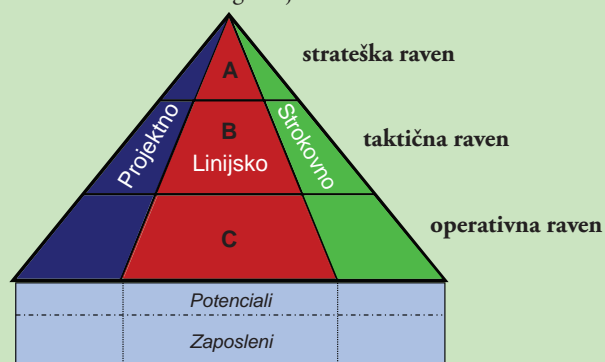 A
strateška raven
B
Projektno
Linijsko
Strokovno
taktična raven
C
operativna raven
Potenciali
Zaposleni